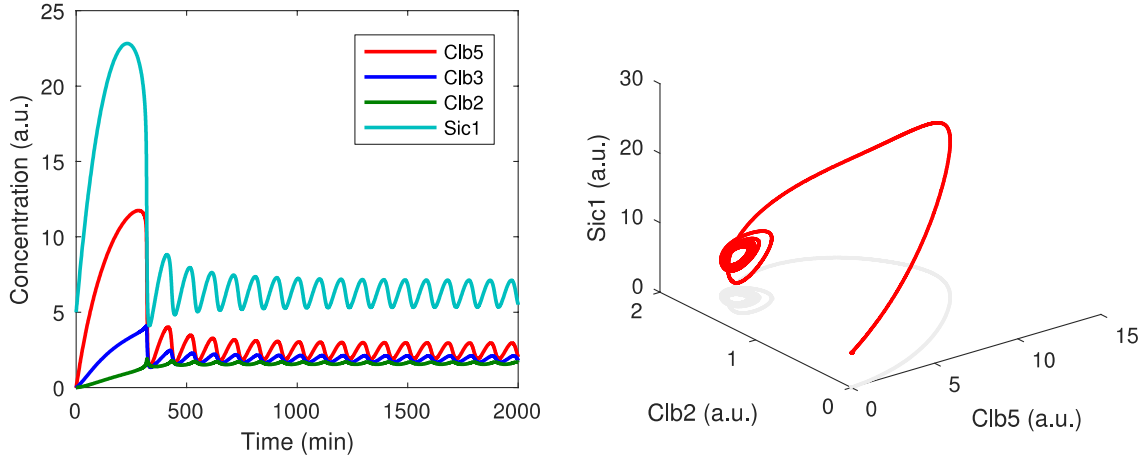 25
20
15
10
5
0
Concentration (a.u.)
0
500
1000
1500
2000
Time (min)
Clb5
Clb3
Clb2
Sic1
30
20
10
0
Sic1 (a.u.)
2
1
0
Clb2 (a.u.)
0
5
10
15
Clb5 (a.u.)